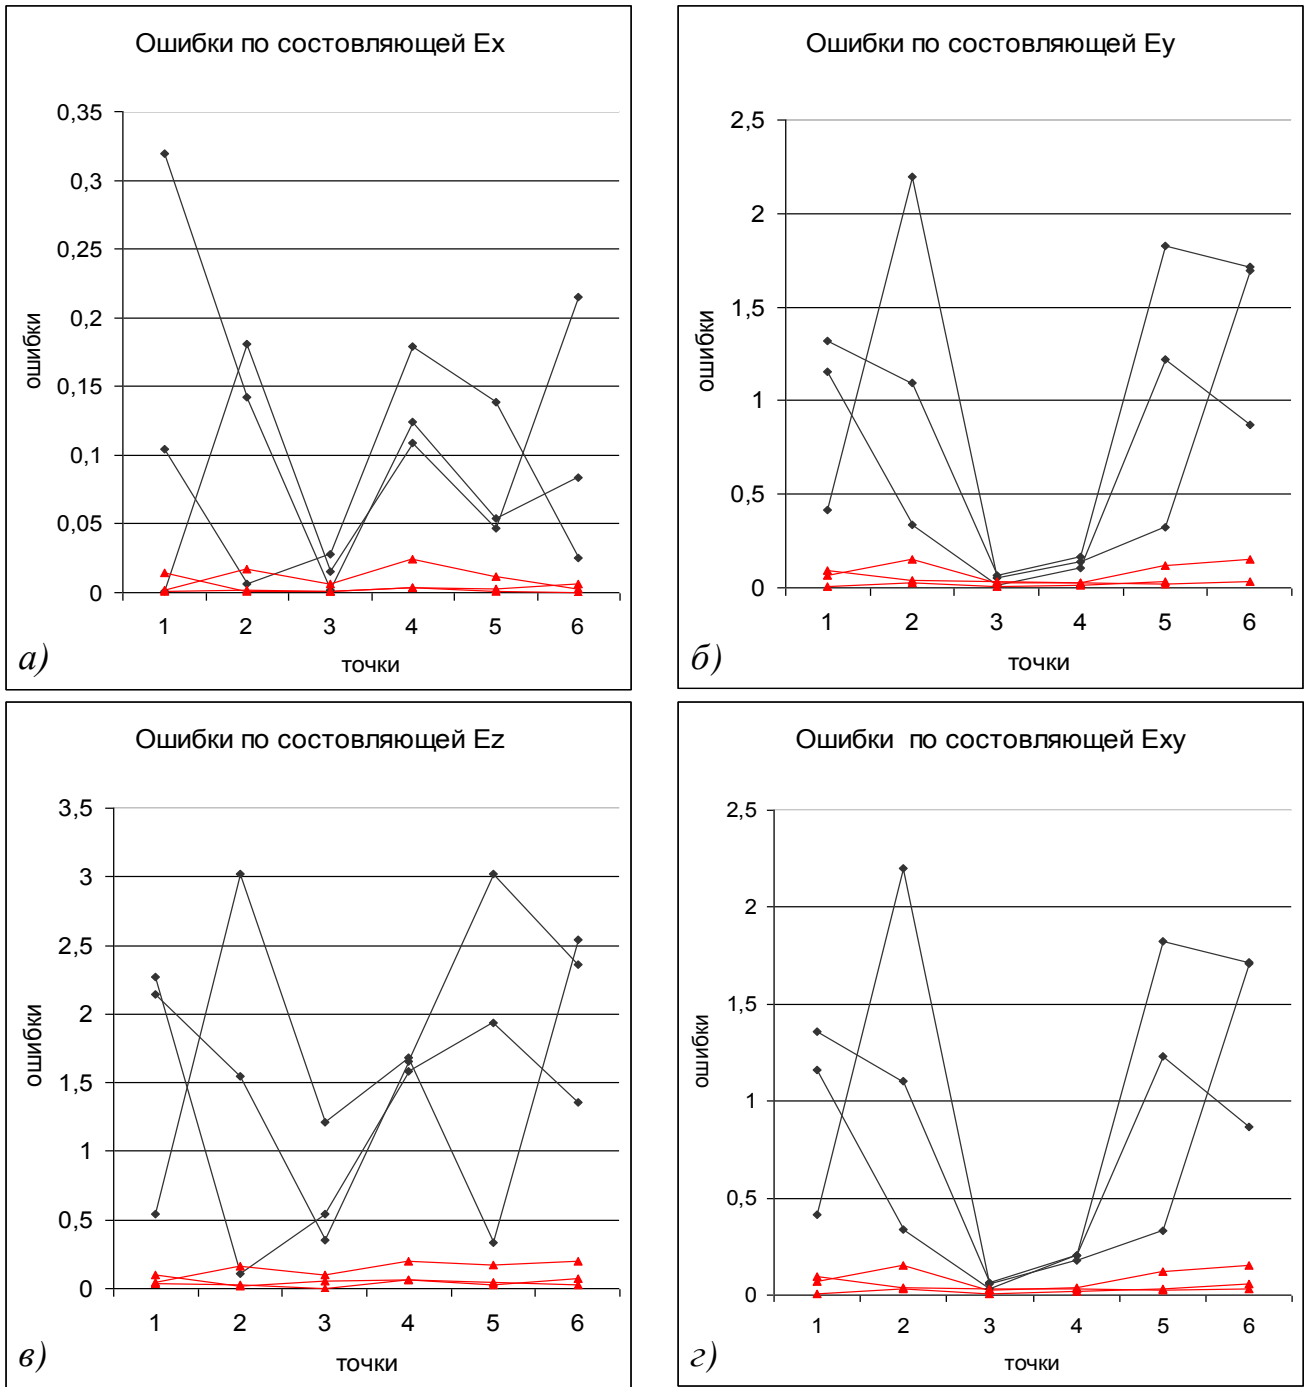 Ошибки по состовляющей Ex
0,35
0,3
0,25
0,2
0,15
0,1
0,05
0
ошибки
1 2 3 4 5 6
точки
а)
Ошибки по состовляющей Ey
2,5
2
1,5
1
0,5
0
ошибки
1 2 3 4 5 6
точки
б)
Ошибки по состовляющей Ez
3,5
3
2,5
2
1,5
1
0,5
0
ошибки
1 2 3 4 5 6
точки
в)
Ошибки по состовляющей Exy
2,5
2
1,5
1
0,5
0
ошибки
1 2 3 4 5 6
точки
г)